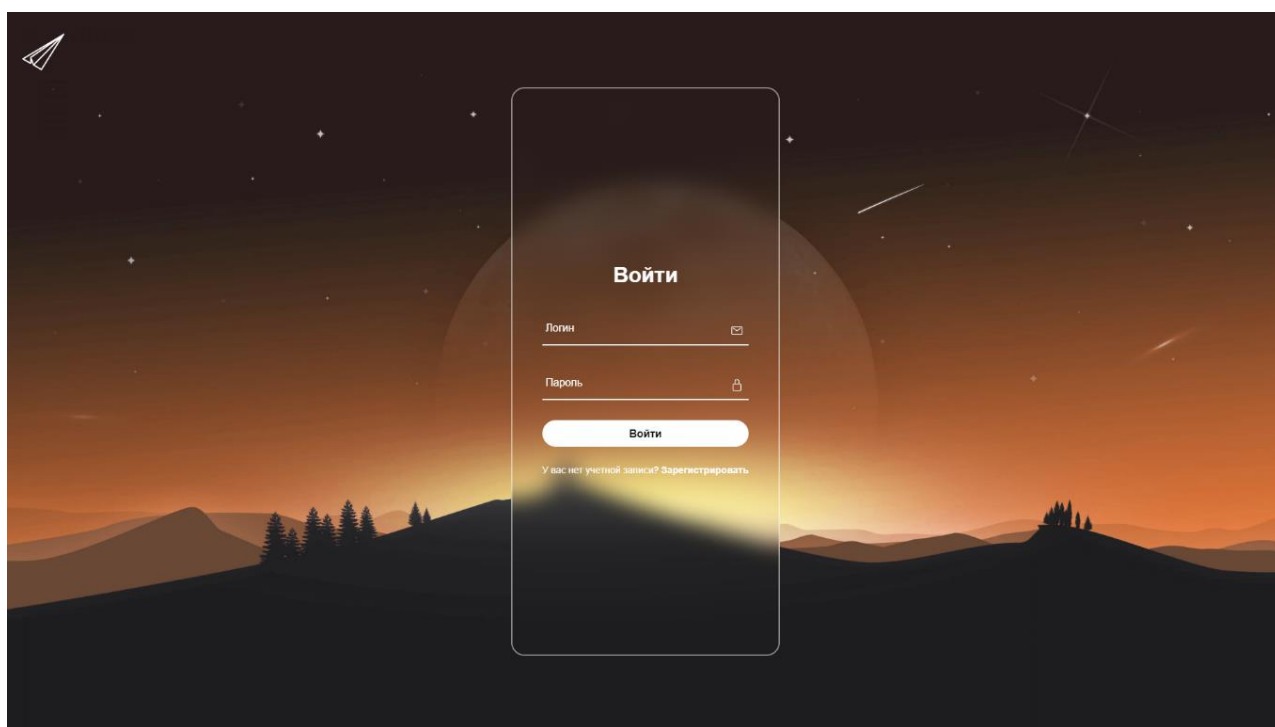 Войти
Логин
Пароль
Войти
У вас нет учетной записи? Зарегистрировать